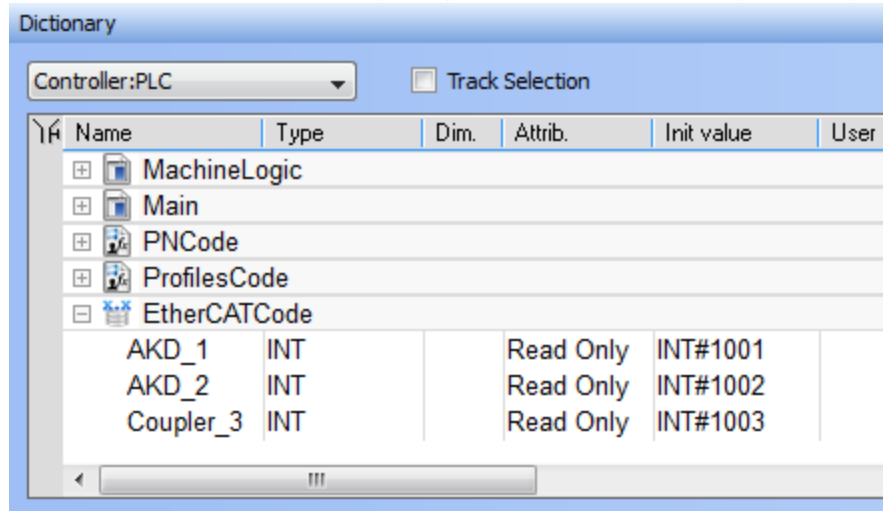 Dictionary
Controller:PLC Track Selection
Name Type Dim. Attrib. Init value User
MachineLogic
Main
PNCode
ProfilesCode
EtherCATCode
AKD_1 INT Read Only INT#1001
AKD_2 INT Read Only INT#1002
Coupler_3 INT Read Only INT#1003